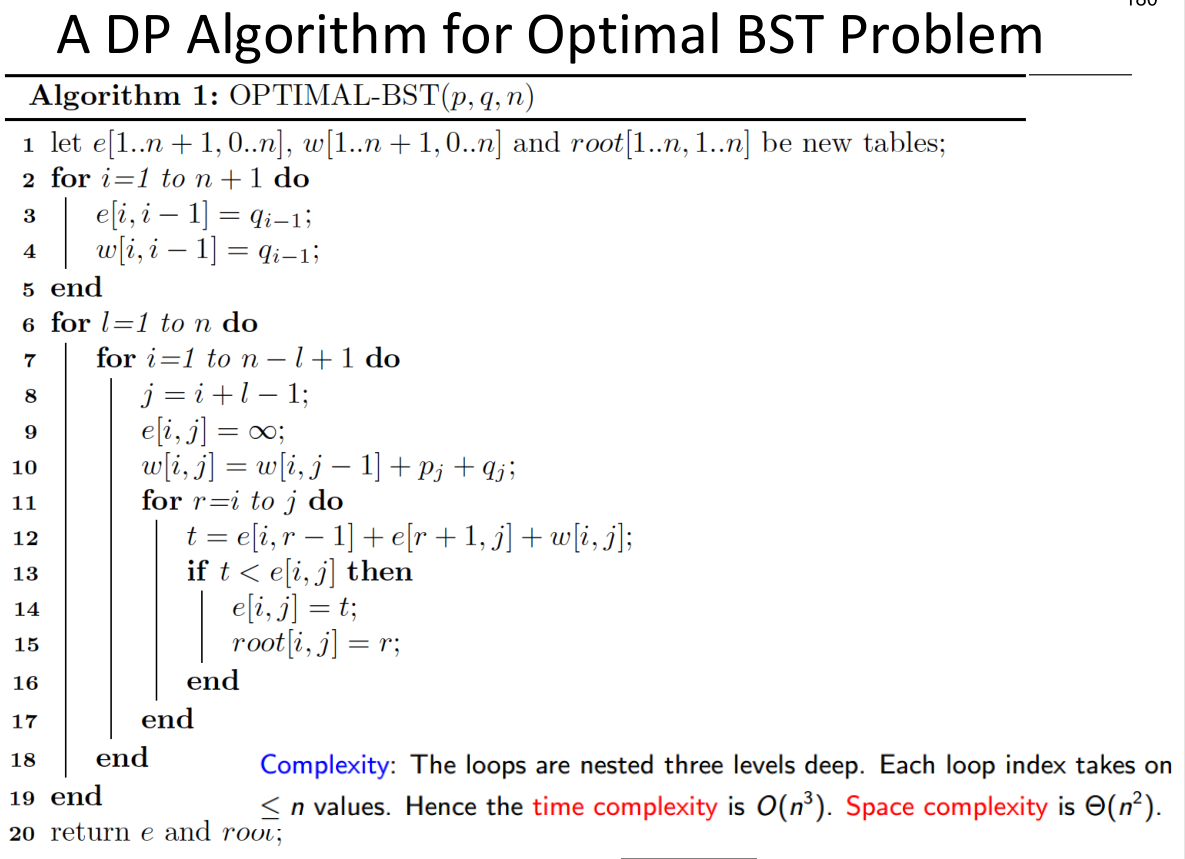 A DP Algorithm for Optimal BST Problem
Algorithm 1: OPTIMAL-BST(p, q, n)
1 let e[1..n + 1, 0..n], w[1..n + 1, 0..n] and root[1..n, 1..n] be new tables;
2 for i=1 to n + 1 do
3 e[i, i − 1] = q_{i−1};
4 w[i, i − 1] = q_{i−1};
5 end
6 for l=1 to n do
7 for i=1 to n − l + 1 do
8 j = i + l − 1;
9 e[i, j] = ∞;
10 w[i, j] = w[i, j − 1] + p_j + q_j;
11 for r=i to j do
12 t = e[i, r − 1] + e[r + 1, j] + w[i, j];
13 if t < e[i, j] then
14 e[i, j] = t;
15 root[i, j] = r;
16 end
17 end
18 end
19 end
20 return e and root;
Complexity: The loops are nested three levels deep. Each loop index takes on
≤ n values. Hence the time complexity is O(n³). Space complexity is Θ(n²).